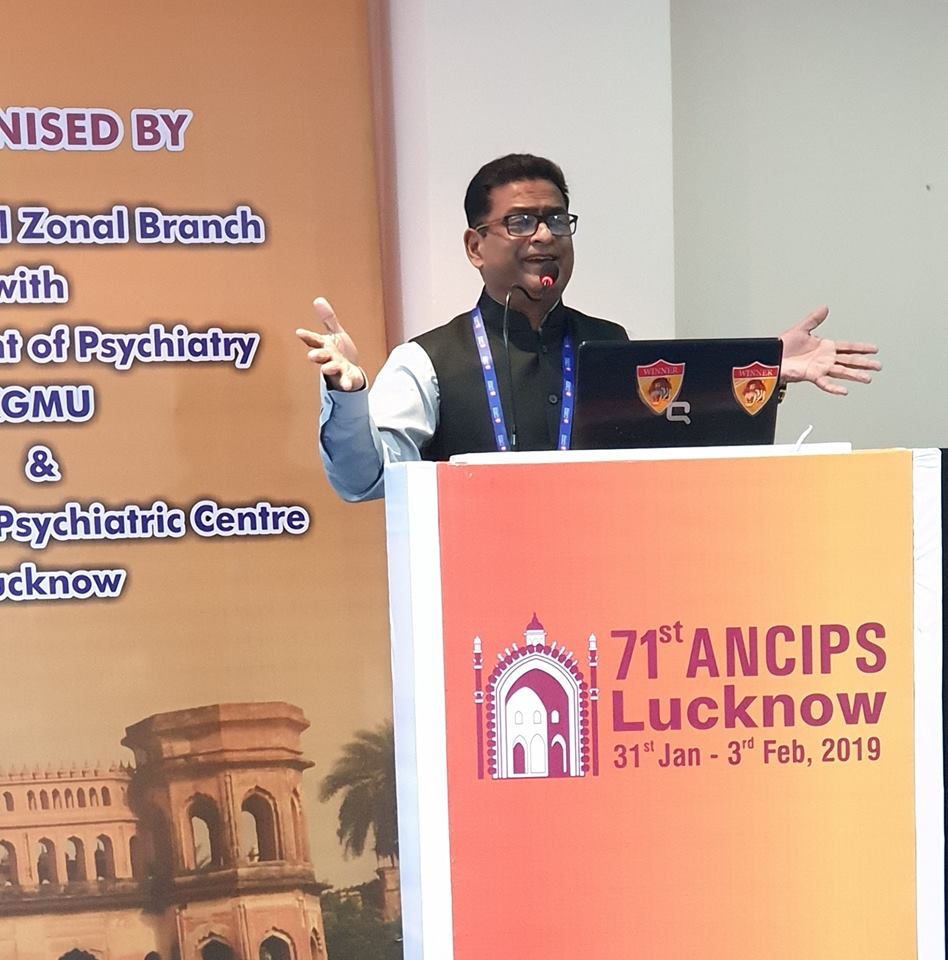 NISED BY
l Zonal Branch
with
nt of Psychiatry
KGMU
&
Psychiatric Centre
ucknow
WINNER
WINNER
71st ANCIPS
Lucknow
31st Jan - 3rd Feb, 2019